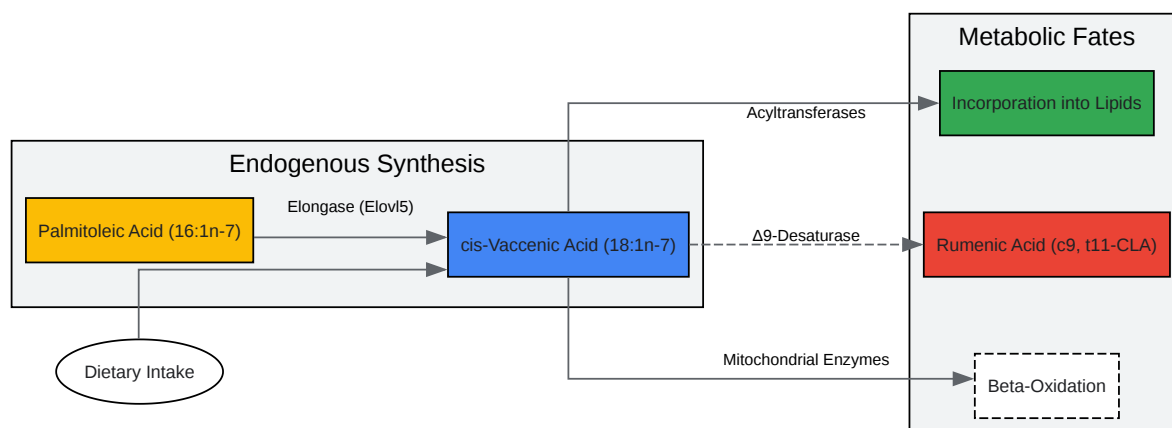 Metabolic Fates
Incorporation into Lipids
Acyltransferases
Endogenous Synthesis
Elongase (Elovl5)
Palmitoleic Acid (16:1n-7)
cis-Vaccenic Acid (18:1n-7)
Δ9-Desaturase
Rumenic Acid (c9, t11-CLA)
Mitochondrial Enzymes
Dietary Intake
Beta-Oxidation